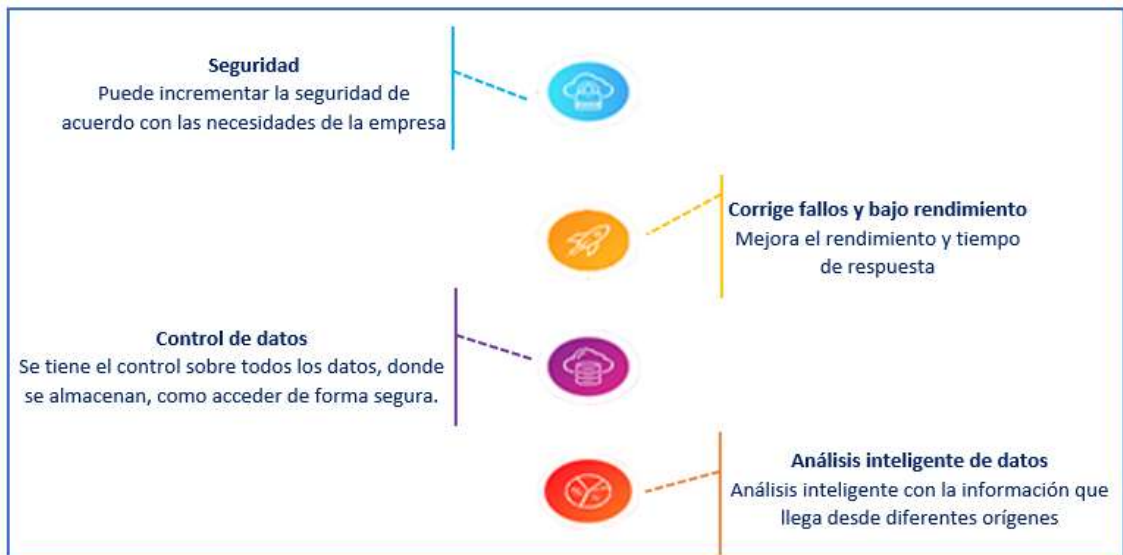 Seguridad
Puede incrementar la seguridad de
acuerdo con las necesidades de la empresa
Corrige fallos y bajo rendimiento
Mejora el rendimiento y tiempo
de respuesta
Control de datos
Se tiene el control sobre todos los datos, donde
se almacenan, como acceder de forma segura.
Análisis inteligente de datos
Análisis inteligente con la información que
llega desde diferentes orígenes